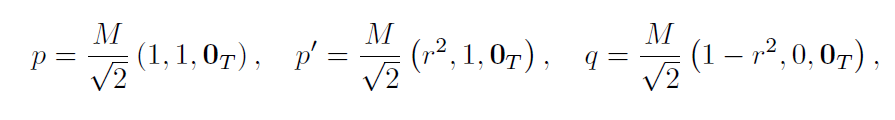 p = \frac{M}{\sqrt{2}} (1, 1, \mathbf{0}_T) , \quad p' = \frac{M}{\sqrt{2}} (r^2, 1, \mathbf{0}_T) , \quad q = \frac{M}{\sqrt{2}} (1 - r^2, 0, \mathbf{0}_T) ,